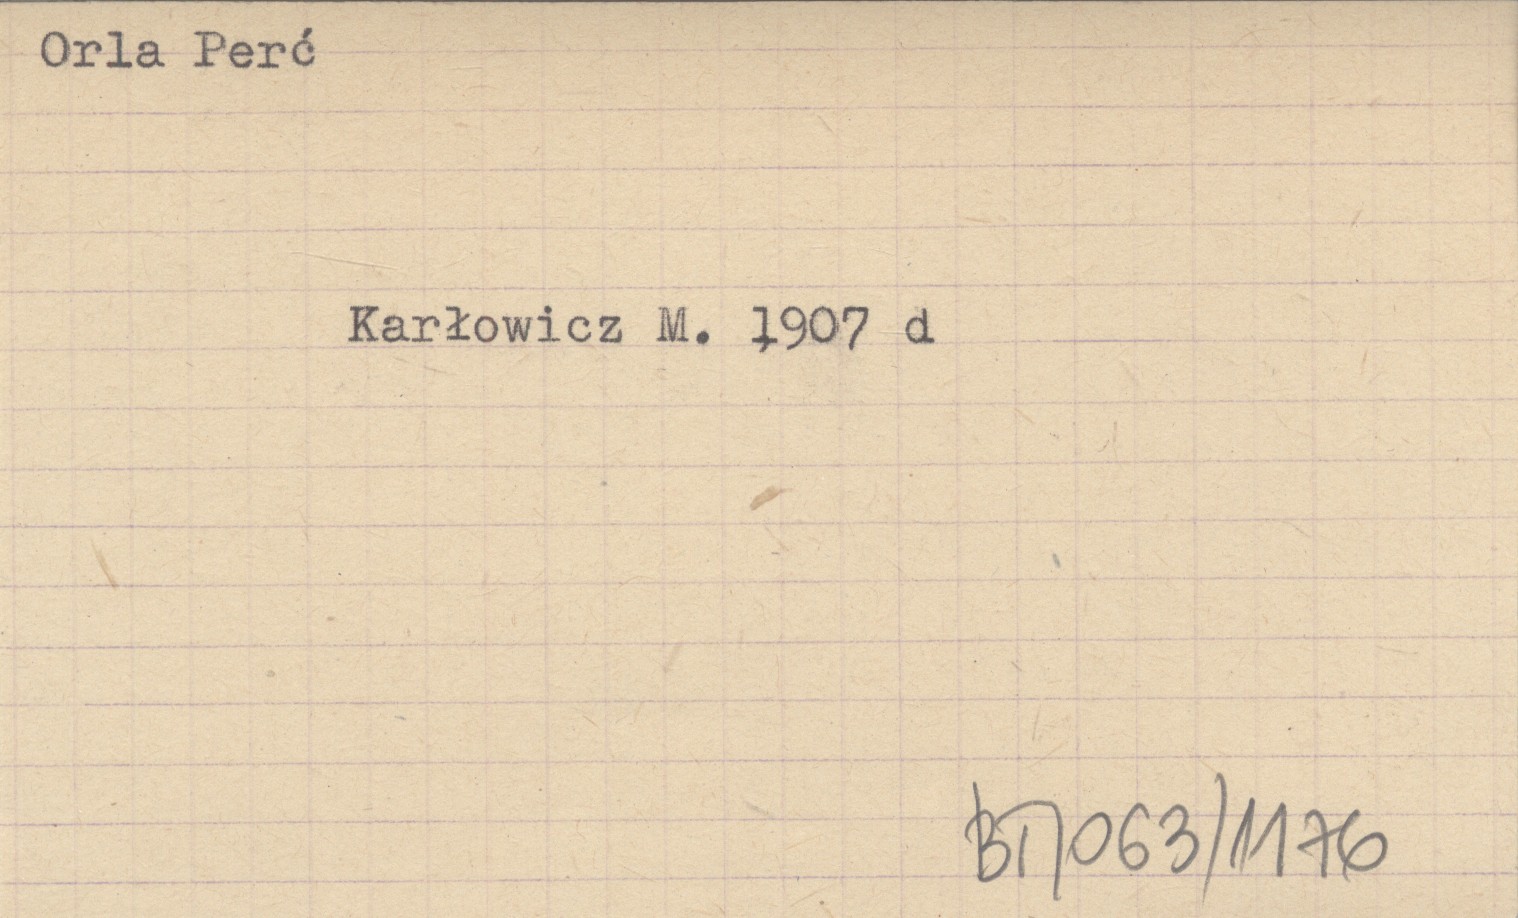 Orla Perć
Karłowicz M. 1907 d
BT/063/1176